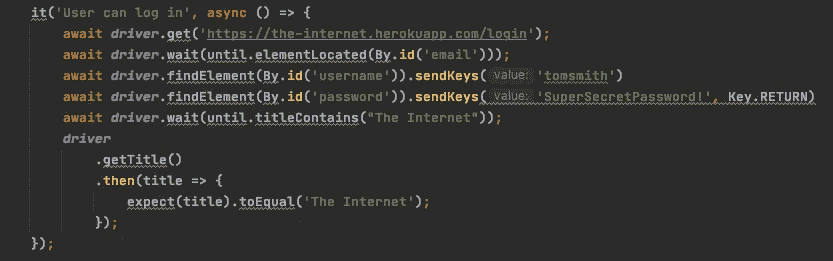 it('User can log in', async () => {
await driver.get('https://the-internet.herokuapp.com/login');
await driver.wait(until.elementLocated(By.id('email')));
await driver.findElement(By.id('username')).sendKeys( value: 'tomsmith')
await driver.findElement(By.id('password')).sendKeys( value: 'SuperSecretPassword!', Key.RETURN)
await driver.wait(until.titleContains("The Internet"));
driver
.getTitle()
.then(title => {
expect(title).toEqual('The Internet');
});
});